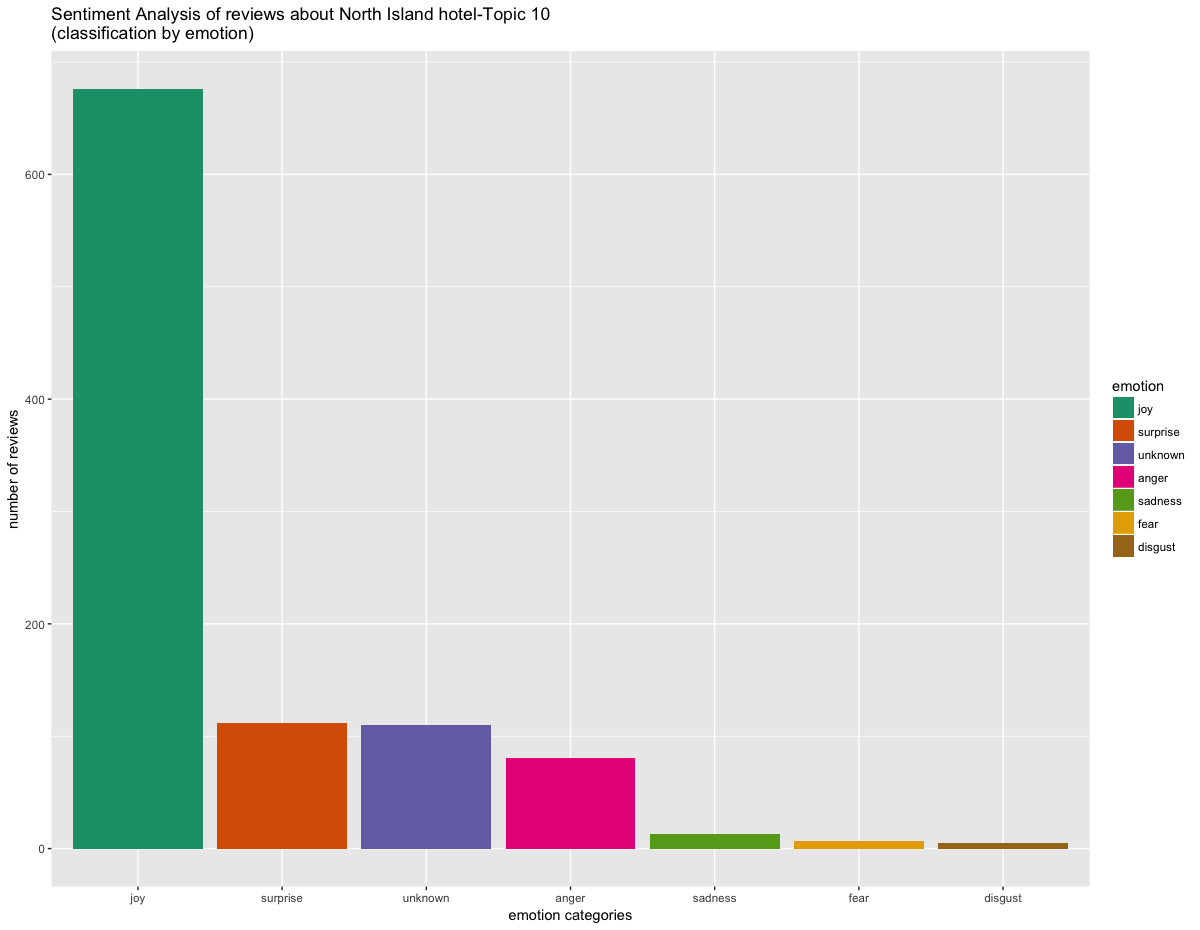 Sentiment Analysis of reviews about North Island hotel-Topic 10
(classification by emotion)
number of reviews
600
400
200
0
joy
surprise
unknown
anger
sadness
fear
disgust
emotion categories
emotion
joy
surprise
unknown
anger
sadness
fear
disgust